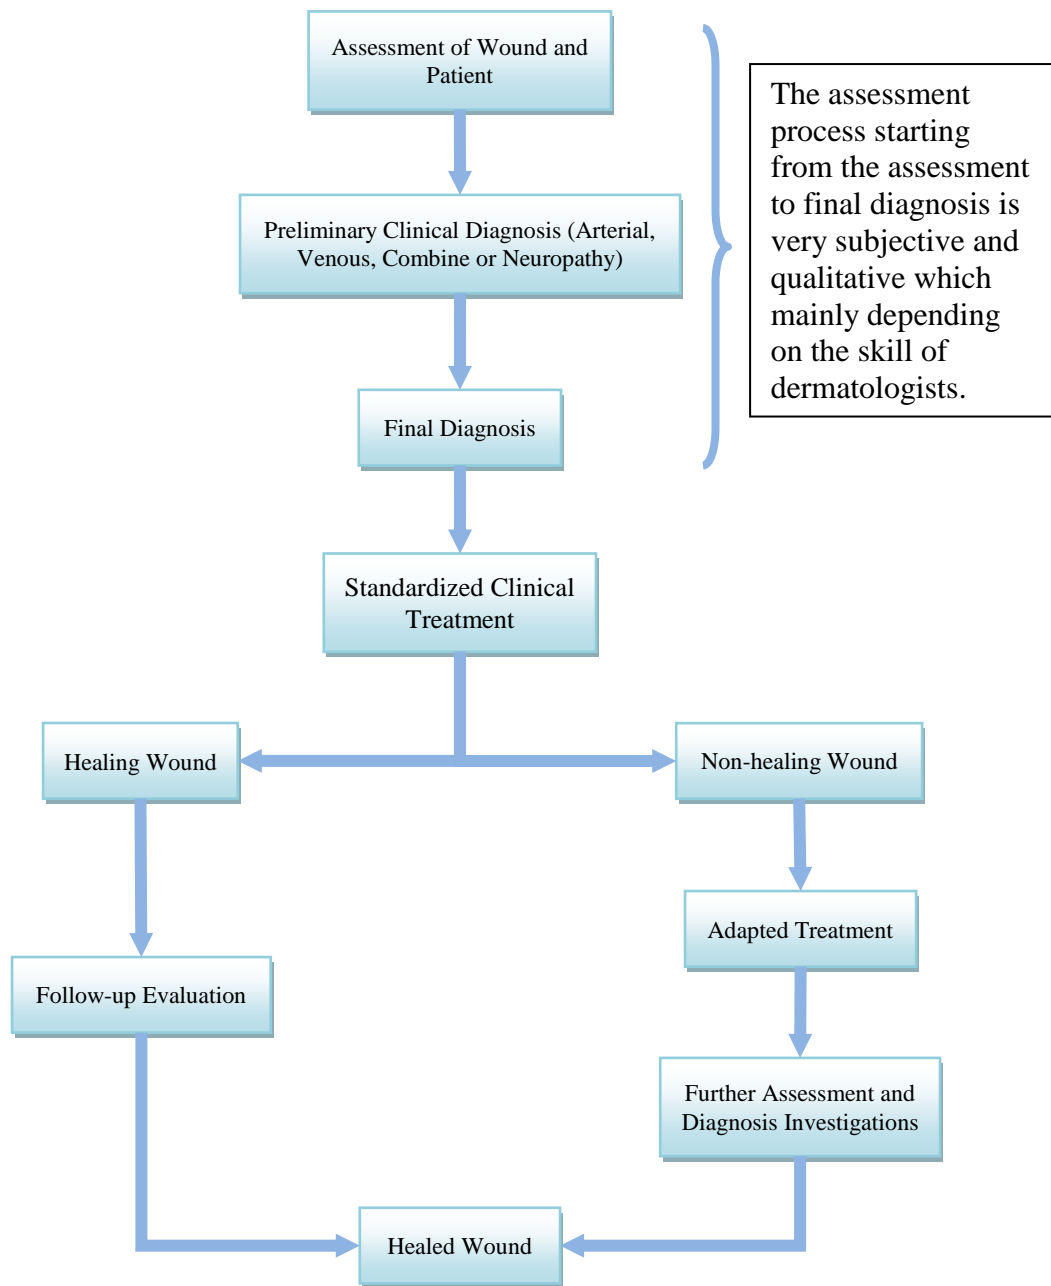 Assessment of Wound and
Patient
The assessment
process starting
from the assessment
to final diagnosis is
very subjective and
qualitative which
mainly depending
on the skill of
dermatologists.
Preliminary Clinical Diagnosis (Arterial,
Venous, Combine or Neuropathy)
Final Diagnosis
Standardized Clinical
Treatment
Healing Wound
Non-healing Wound
Adapted Treatment
Follow-up Evaluation
Further Assessment and
Diagnosis Investigations
Healed Wound